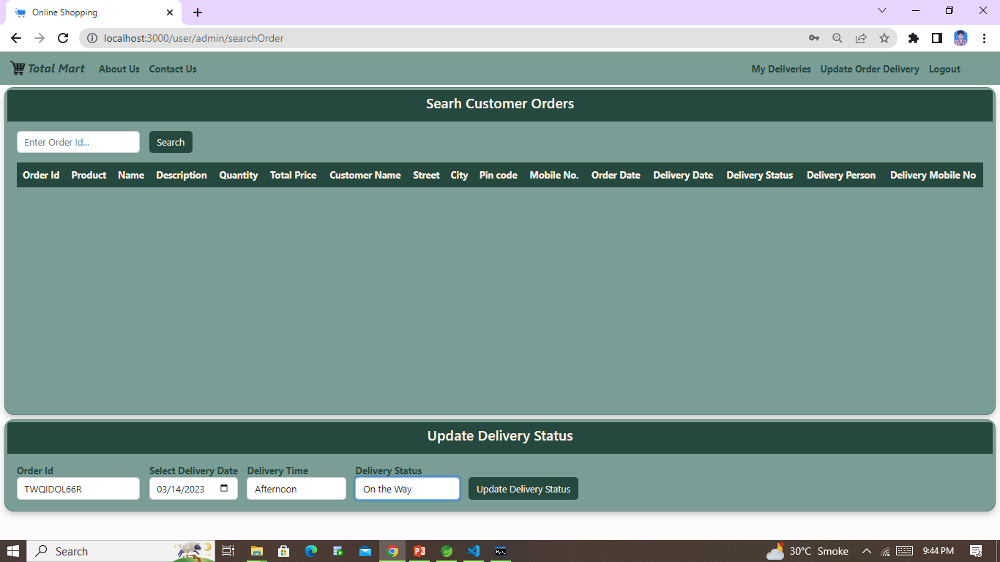 Online Shopping
localhost:3000/user/admin/searchOrder
Total Mart About Us Contact Us My Deliveries Update Order Delivery Logout
Searh Customer Orders
Enter Order Id... Search
Order Id Product Name Description Quantity Total Price Customer Name Street City Pin code Mobile No. Order Date Delivery Date Delivery Status Delivery Person Delivery Mobile No
Update Delivery Status
Order Id Select Delivery Date Delivery Time Delivery Status
TWQIDOL66R 03/14/2023 Afternoon On the Way Update Delivery Status
Search 30°C Smoke 9:44 PM